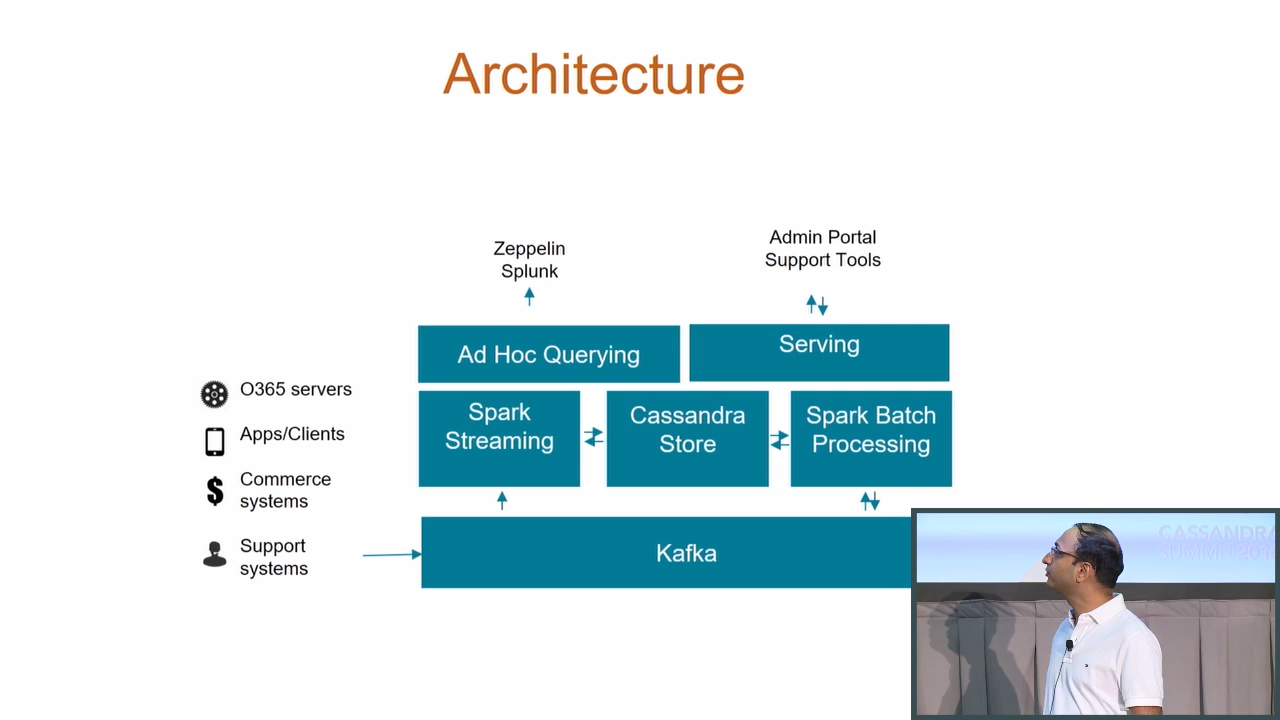 Architecture
Zeppelin
Splunk
Admin Portal
Support Tools
Ad Hoc Querying
Serving
O365 servers
Apps/Clients
Commerce
systems
Support
systems
Spark
Streaming
Cassandra
Store
Spark Batch
Processing
Kafka
CASSANDRA
SUMMIT 201